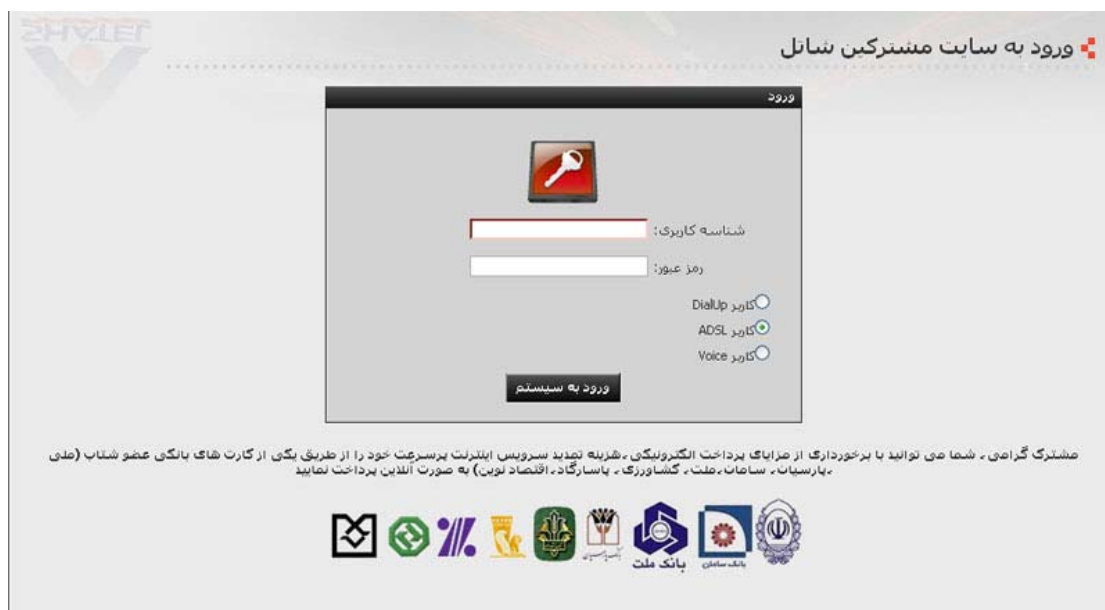 SHATEL
ورود به سایت مشترکین شاتل
ورود
شناسه کاربری:
رمز عبور:
کاربر DialUp
کاربر ADSL
کاربر Voice
ورود به سیستم
مشترک گرامی ، شما می توانید با برخورداری از مزایای پرداخت الکترونیکی ،هزینه تمدید سرویس اینترنت پرسرعت خود را از طریق یکی از کارت های بانکی عضو شتاب (ملی
،پارسیان، سامان،ملت ، کشاورزی ، پاسارگاد، اقتصاد نوین) به صورت آنلاین پرداخت نمایید
بانک سامان
بانک ملت
بانک پارسیان